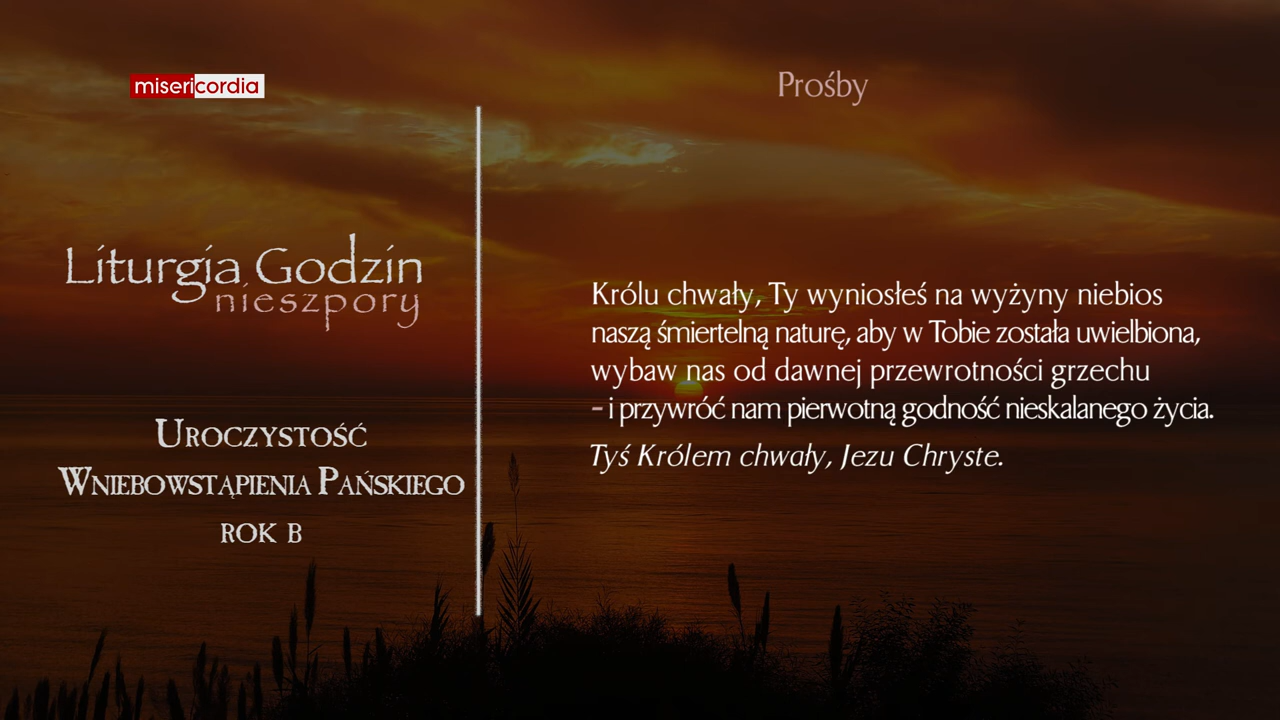 misericordia
Liturgia Godzin
nieszpory
Uroczystość
Wniebowstąpienia Pańskiego
rok B
Prośby
Królu chwały, Ty wyniosłeś na wyżyny niebios
naszą śmiertelną naturę, aby w Tobie została uwielbiona,
wybaw nas od dawnej przewrotności grzechu
- i przywróć nam pierwotną godność nieskalanego życia.
Tyś Królem chwały, Jezu Chryste.